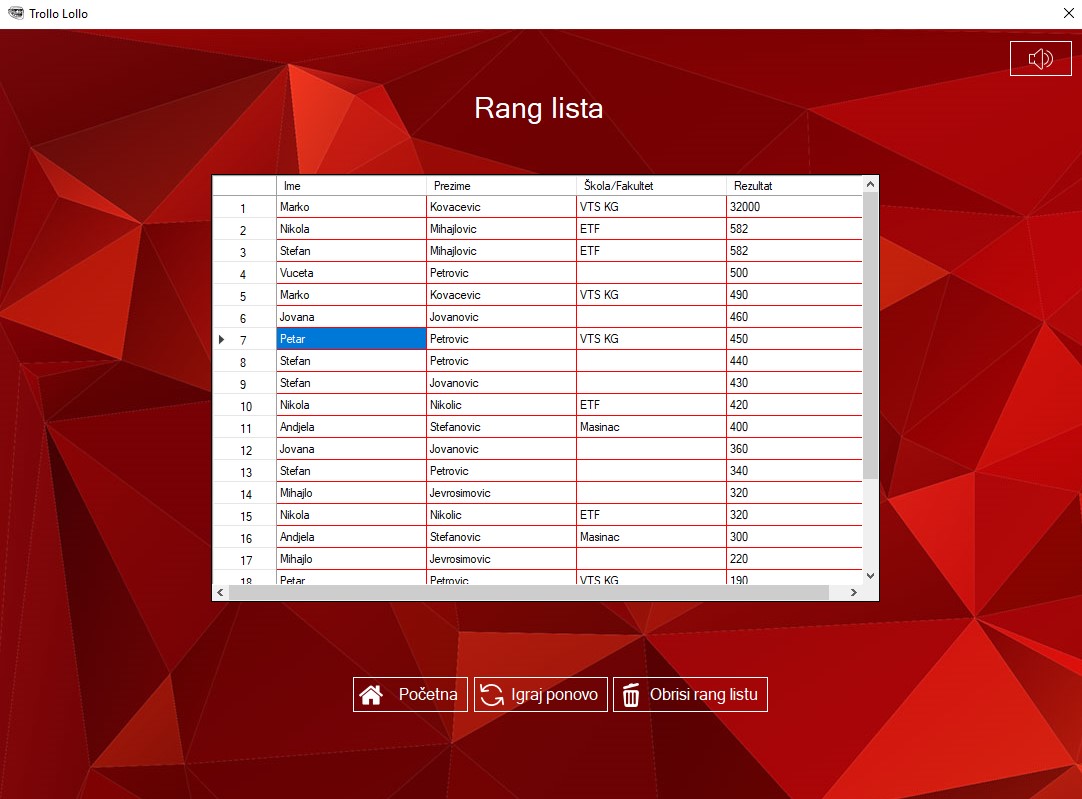 Trollo Lollo
Rang lista
Ime Prezime Škola/Fakultet Rezultat
1 Marko Kovacevic VTS KG 32000
2 Nikola Mihajlovic ETF 582
3 Stefan Mihajlovic ETF 582
4 Vuceta Petrovic 500
5 Marko Kovacevic VTS KG 490
6 Jovana Jovanovic 460
7 Petar Petrovic VTS KG 450
8 Stefan Petrovic 440
9 Stefan Jovanovic 430
10 Nikola Nikolic ETF 420
11 Andjela Stefanovic Masinac 400
12 Jovana Jovanovic 360
13 Stefan Petrovic 340
14 Mihajlo Jevrosimovic 320
15 Nikola Nikolic ETF 320
16 Andjela Stefanovic Masinac 300
17 Mihajlo Jevrosimovic 220
18 Petar Petrovic VTS KG 190
Početna Igraj ponovo Obrisi rang listu